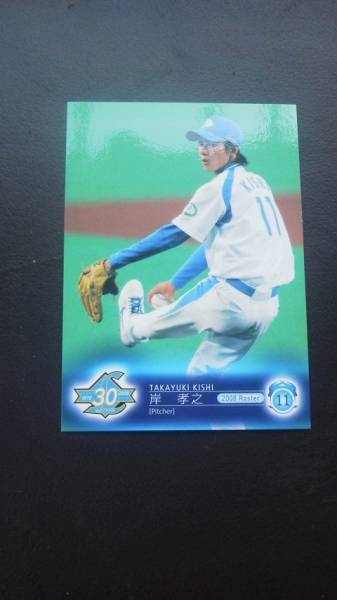 KISHI
11
30
TAKAYUKI KISHI
岸 孝之
[Pitcher]
2008 Roster
11